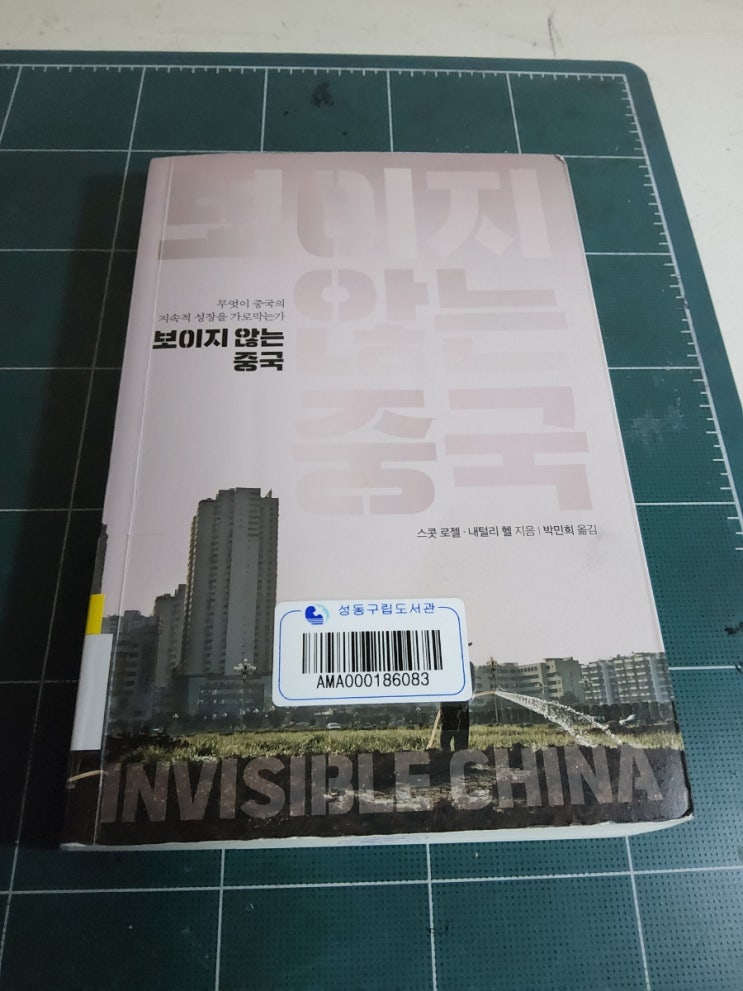 보이지
않는
중국
무엇이 중국의
지속적 성장을 가로막는가
보이지 않는
중국
스콧 로젤 · 내털리 헬 지음 | 박민희 옮김
성동구립도서관
AMA000186083
INVISIBLE CHINA